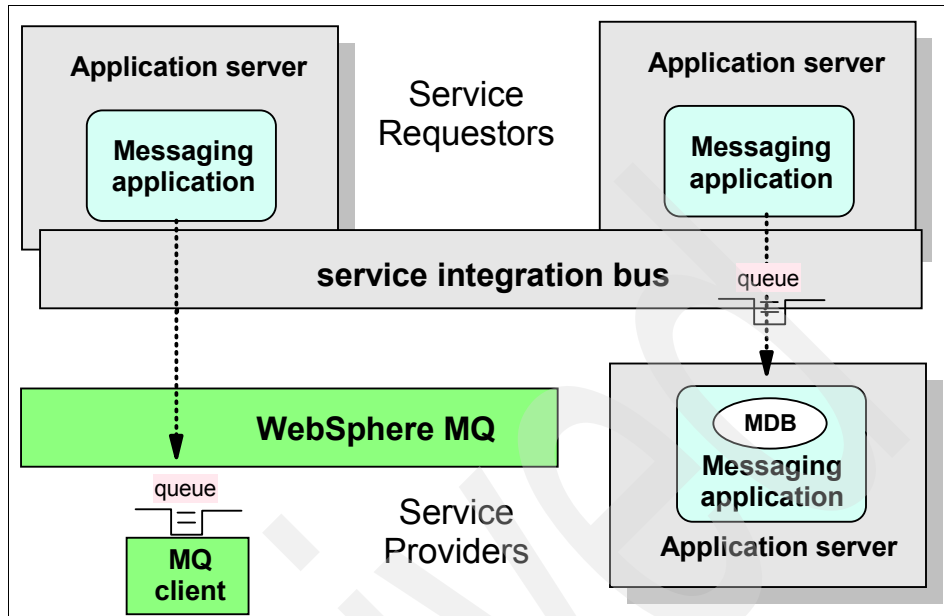 Application server
Messaging
application
Service
Requestors
Application server
Messaging
application
service integration bus
queue
WebSphere MQ
queue
MQ
client
Service
Providers
MDB
Messaging
application
Application server